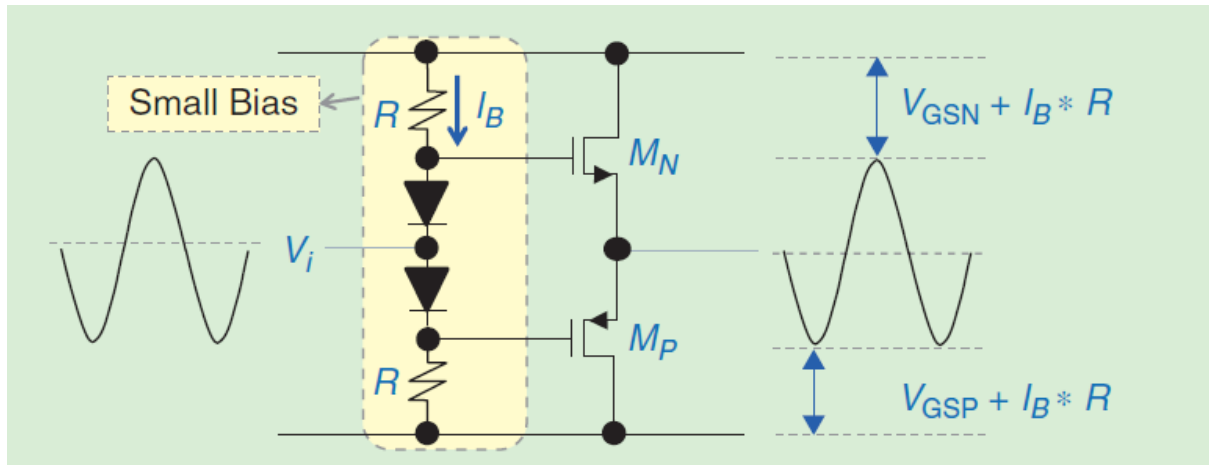 Small Bias
R
I_B
M_N
V_GSN + I_B * R
V_i
M_P
R
V_GSP + I_B * R